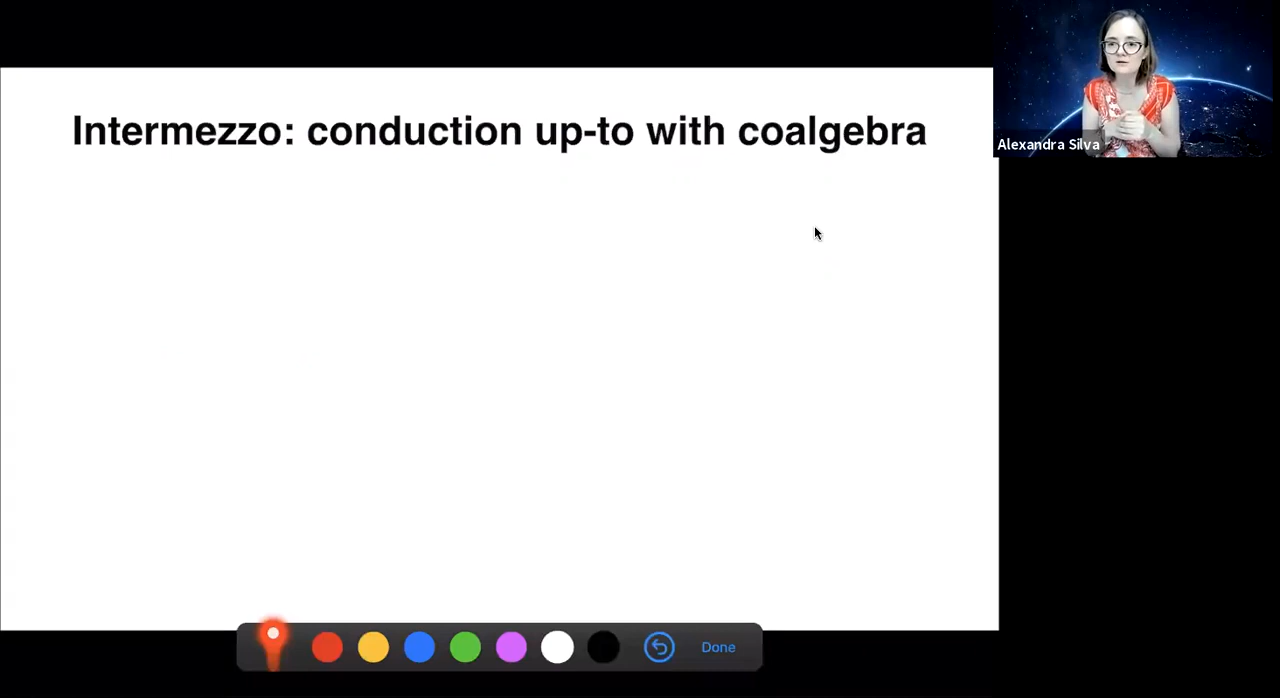 Intermezzo: conduction up-to with coalgebra
Alexandra Silva
Done